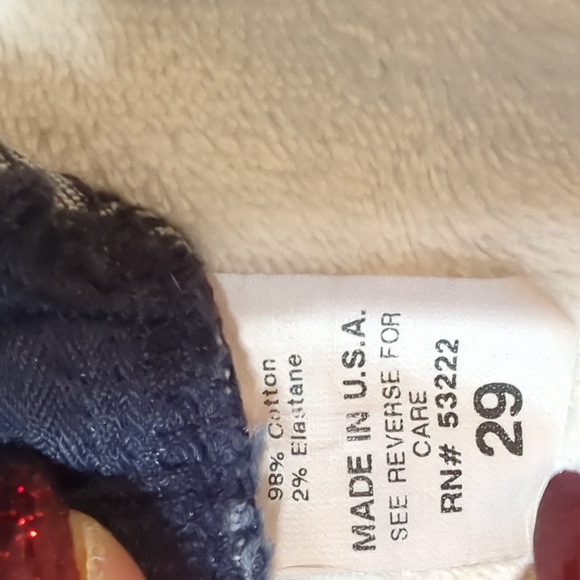 98% Cotton
2% Elastane
MADE IN U.S.A.
SEE REVERSE FOR
CARE
RN# 53222
29